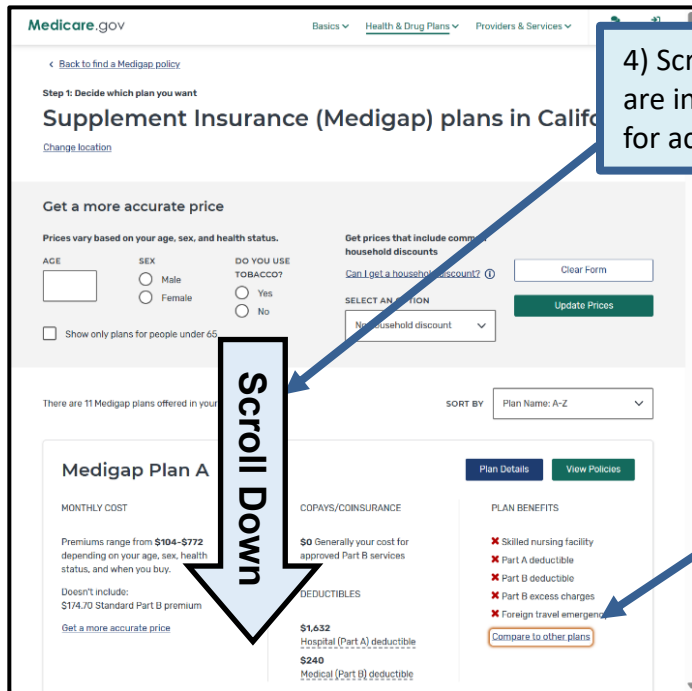 Medicare.gov
Basics
Health & Drug Plans
Providers & Services
Back to find a Medigap policy
Step 1: Decide which plan you want
Supplement Insurance (Medigap) plans in
Change location
4) Scr
are in
for ac
Get a more accurate price
Prices vary based on your age, sex, and health status.
AGE
SEX
Male
Female
DO YOU USE
TOBACCO?
Yes
No
Show only plans for people under 65
Get prices that include common
household discounts
Can I get a household discount?
SELECT AN OPTION
No household discount
Clear Form
Update Prices
Scroll Down
There are 11 Medigap plans offered in your
SORT BY
Plan Name: A-Z
Medigap Plan A
Plan Details
View Policies
MONTHLY COST
Premiums range from $104-$772
depending on your age, sex, health
status, and when you buy.
Doesn't include:
$174.70 Standard Part B premium
Get a more accurate price
COPAYS/COINSURANCE
$0 Generally your cost for
approved Part B services
DEDUCTIBLES
$1,632
Hospital (Part A) deductible
$240
Medical (Part B) deductible
PLAN BENEFITS
Skilled nursing facility
Part A deductible
Part B deductible
Part B excess charges
Foreign travel emergency
Compare to other plans